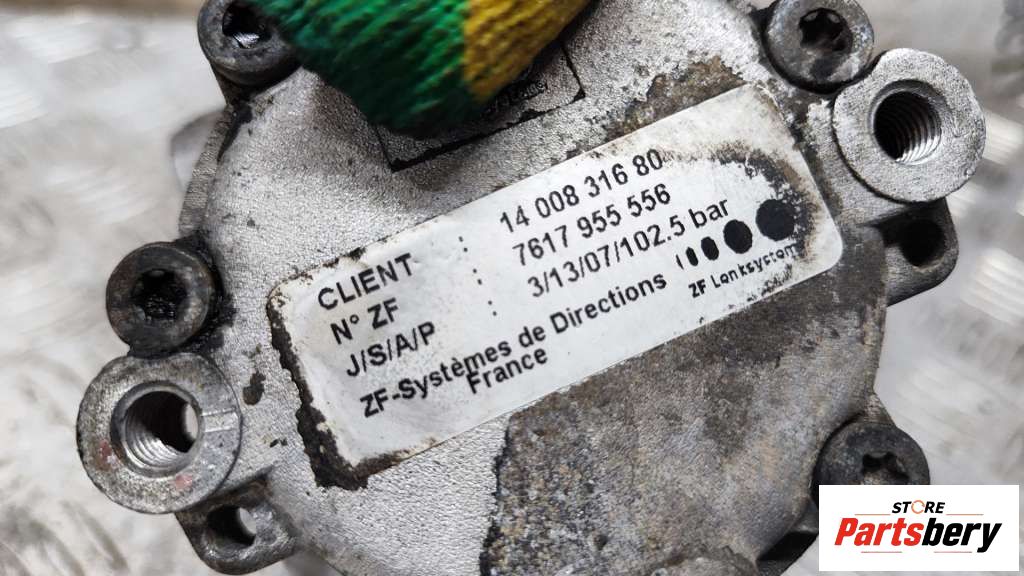 CLIENT : 14 008 316 80
N° ZF : 7617 955 556
J/S/A/P : 3/13/07/102.5 bar
ZF-Systèmes de Directions
France
ZF Lenksysteme
STORE
Partsbery